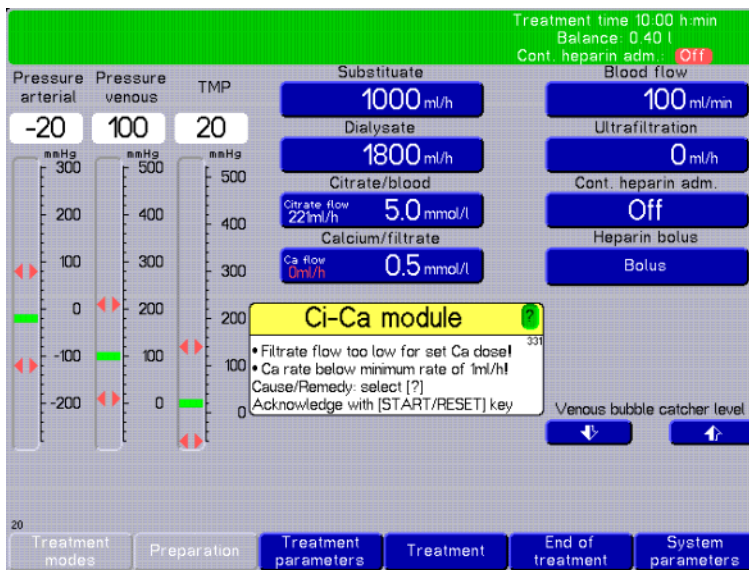 Treatment time 10:00 h:min
Balance: 0.40 l
Cont. heparin adm.: Off
Pressure arterial
Pressure venous
TMP
-20
100
20
mmHg
300
200
100
0
-100
-200
mmHg
500
400
300
200
100
0
mmHg
500
400
300
200
100
0
Substituate
1000 ml/h
Dialysate
1800 ml/h
Citrate/blood
Citrate flow
221ml/h
5.0 mmol/l
Calcium/filtrate
Ca flow
0ml/h
0.5 mmol/l
Blood flow
100 ml/min
Ultrafiltration
0 ml/h
Cont. heparin adm.
Off
Heparin bolus
Bolus
Ci-Ca module ?
331
• Filtrate flow too low for set Ca dose!
• Ca rate below minimum rate of 1ml/h!
Cause/Remedy: select [?]
Acknowledge with [START/RESET] key
Venous bubble catcher level
20
Treatment modes
Preparation
Treatment parameters
Treatment
End of treatment
System parameters